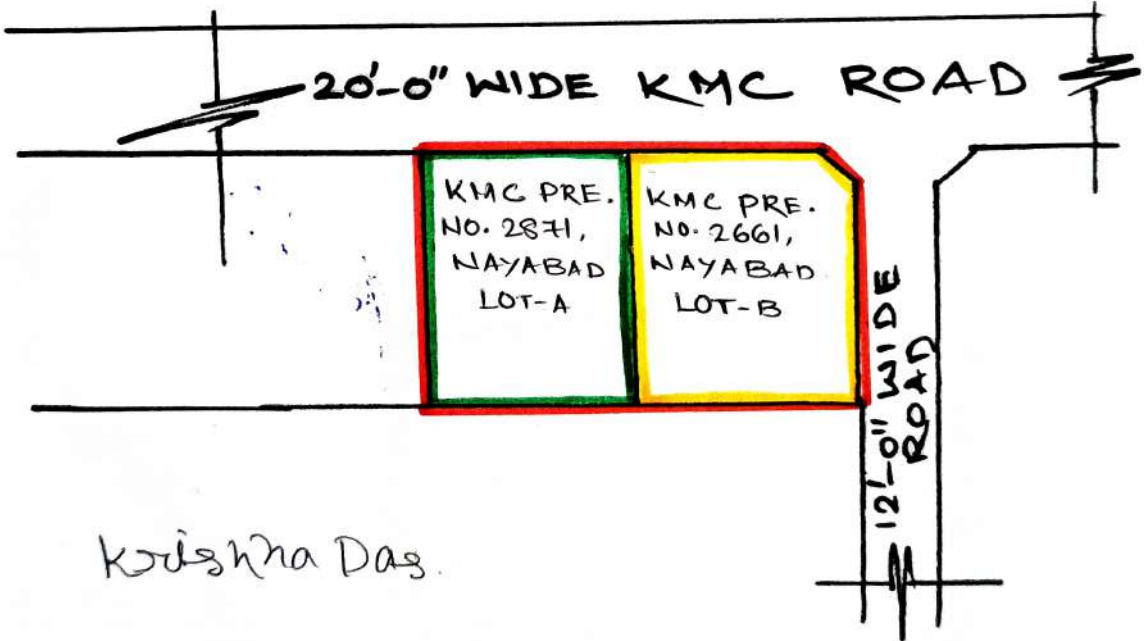 20'-0" WIDE KMC ROAD
KMC PRE.
NO. 2871,
NAYABAD
LOT-A
KMC PRE.
NO. 2661,
NAYABAD
LOT-B
12'-0" WIDE
ROAD
Krishna Das.